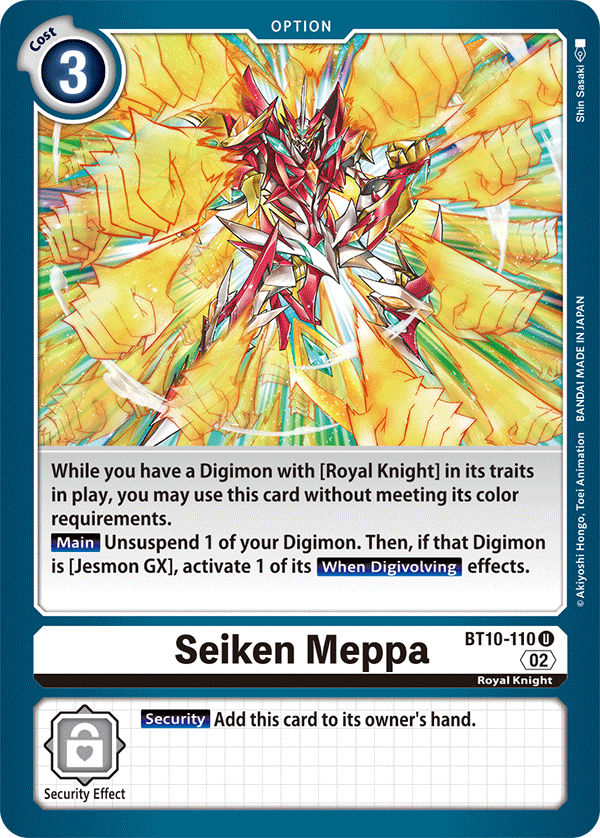 OPTION
Cost
3
Shin Sasaki
While you have a Digimon with [Royal Knight] in its traits
in play, you may use this card without meeting its color
requirements.
Main Unsuspend 1 of your Digimon. Then, if that Digimon
is [Jesmon GX], activate 1 of its When Digivolving effects.
© Akiyoshi Hongo, Toei Animation BANDAI MADE IN JAPAN
Seiken Meppa
BT10-110 U
02
Royal Knight
Security Add this card to its owner's hand.
Security Effect